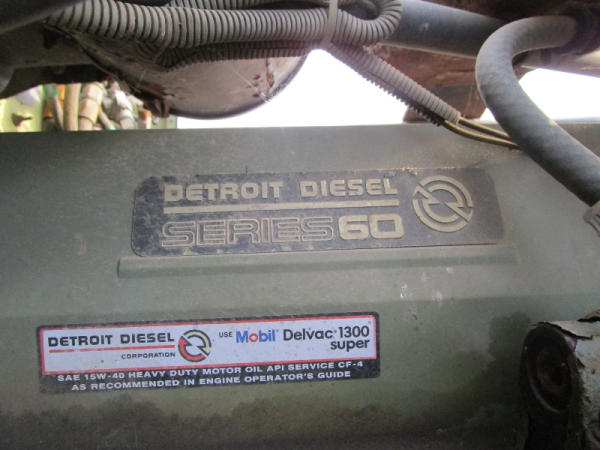 DETROIT DIESEL
SERIES 60
DETROIT DIESEL
CORPORATION
USE Mobil Delvac 1300
super
SAE 15W-40 HEAVY DUTY MOTOR OIL API SERVICE CF-4
AS RECOMMENDED IN ENGINE OPERATOR'S GUIDE